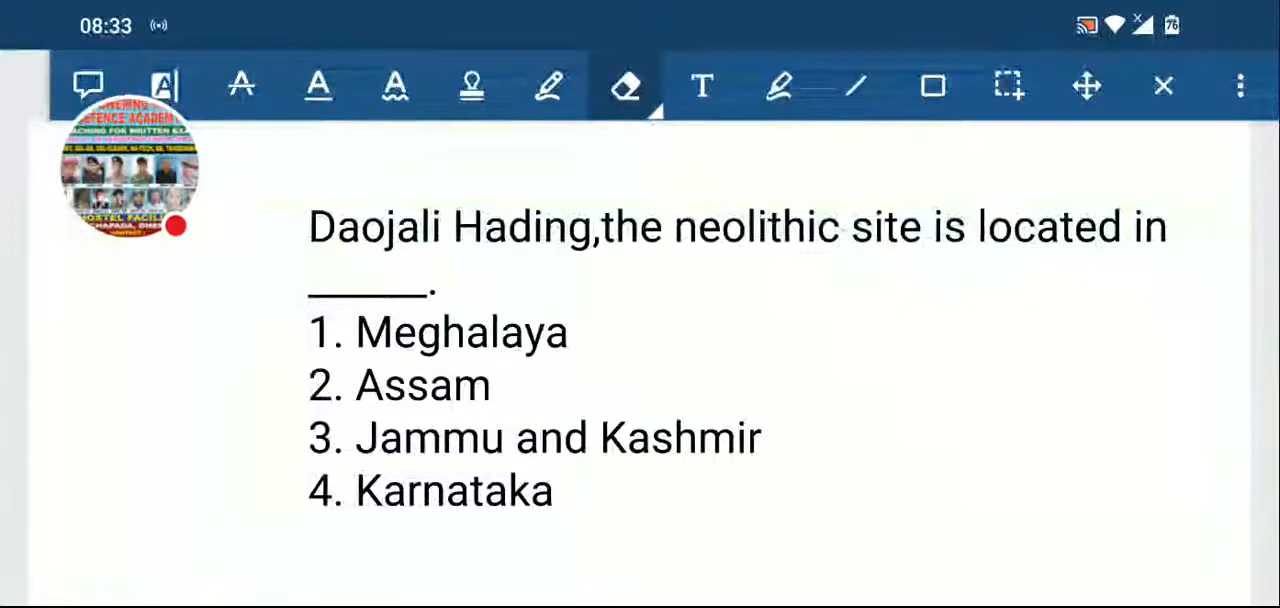 08:33
76
Daojali Hading,the neolithic site is located in
______.
1. Meghalaya
2. Assam
3. Jammu and Kashmir
4. Karnataka